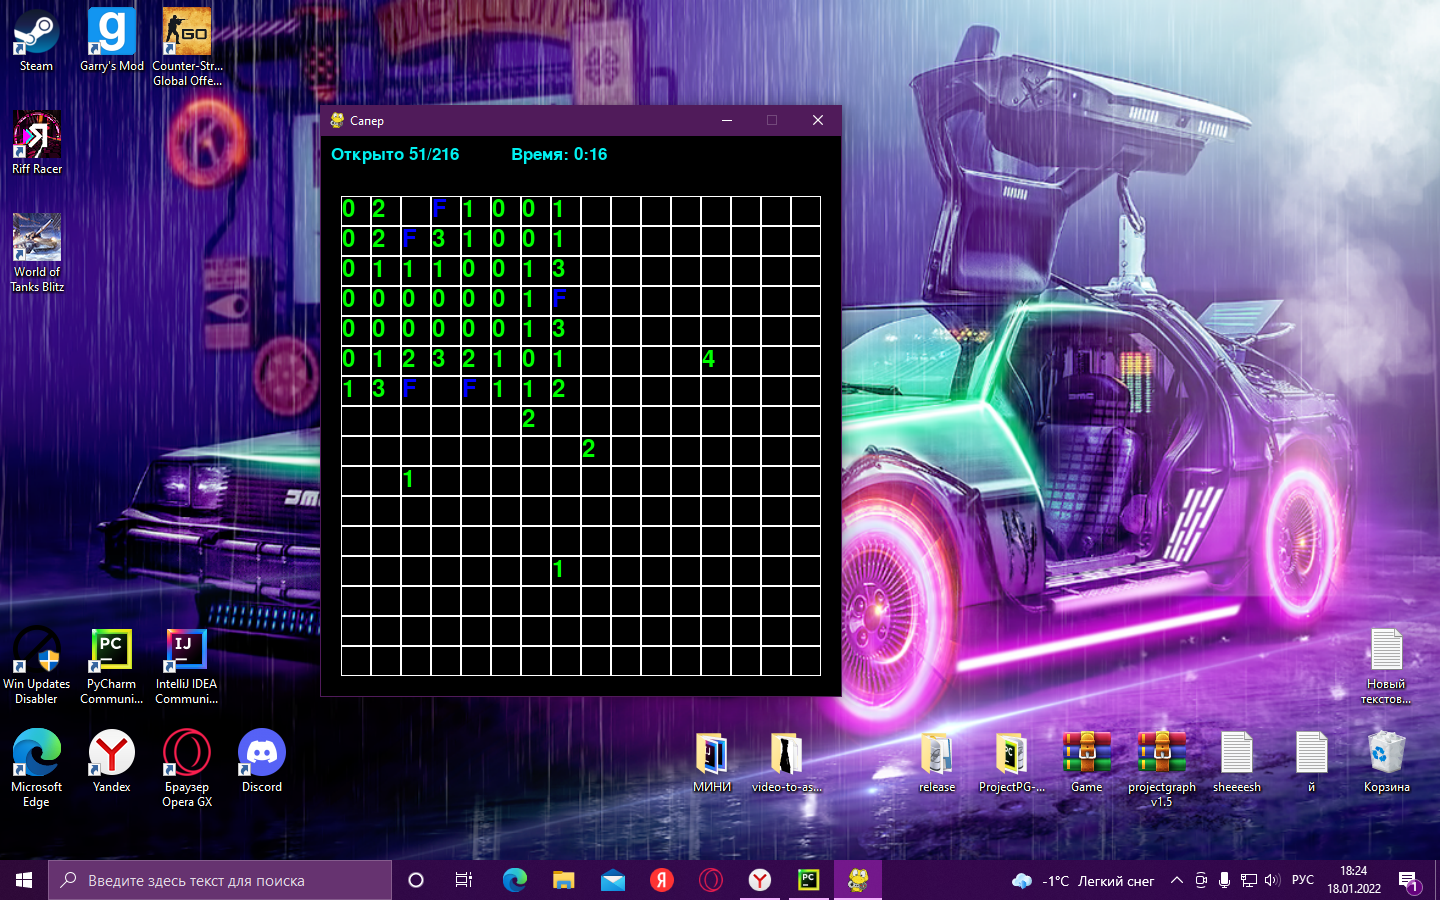 Steam
Garry's Mod
Counter-Str...
Global Offe...
GO
Riff Racer
World of
Tanks Blitz
Сапер
Открыто 51/216 Время: 0:16
0 2 F 1 0 0 1
0 2 F 3 1 0 0 1
0 1 1 1 0 0 1 3
0 0 0 0 0 0 1 F
0 0 0 0 0 0 1 3
0 1 2 3 2 1 0 1 4
1 3 F F 1 1 2
2
2
1
1
PC
IJ
Win Updates
Disabler
PyCharm
Communi...
IntelliJ IDEA
Communi...
Microsoft
Edge
Yandex
Браузер
Opera GX
Discord
Новый
текстов...
МИНИ
video-to-as...
release
ProjectPG-...
Game
projectgraph
v1.5
sheeeesh
й
Корзина
Введите здесь текст для поиска
-1°C Легкий снег
РУС
18:24
18.01.2022
1